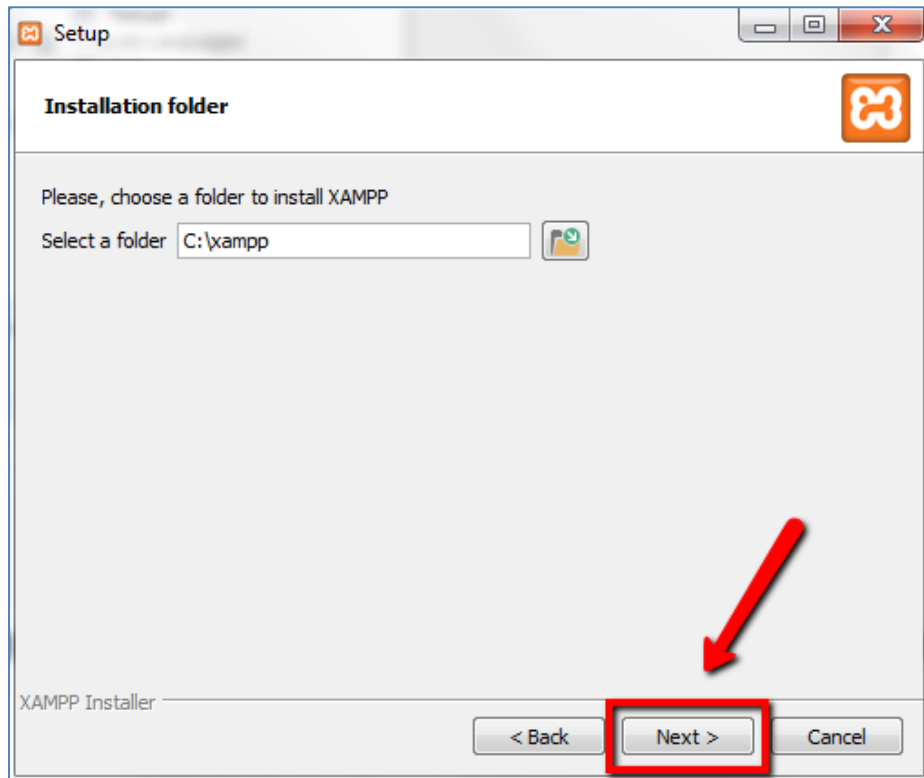 Setup
Installation folder
Please, choose a folder to install XAMPP
Select a folder C:\xampp
XAMPP Installer
< Back Next > Cancel